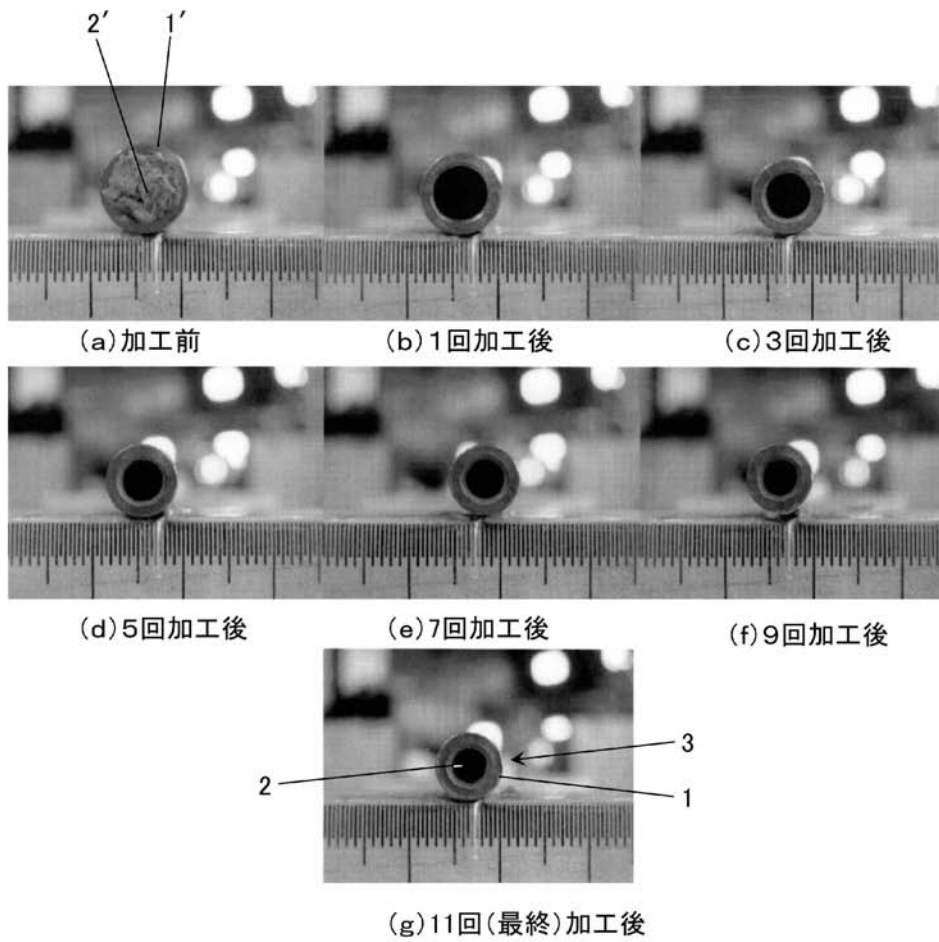 2′ 1′
(a)加工前
(b)1回加工後
(c)3回加工後
(d)5回加工後
(e)7回加工後
(f)9回加工後
2
3
1
(g)11回(最終)加工後